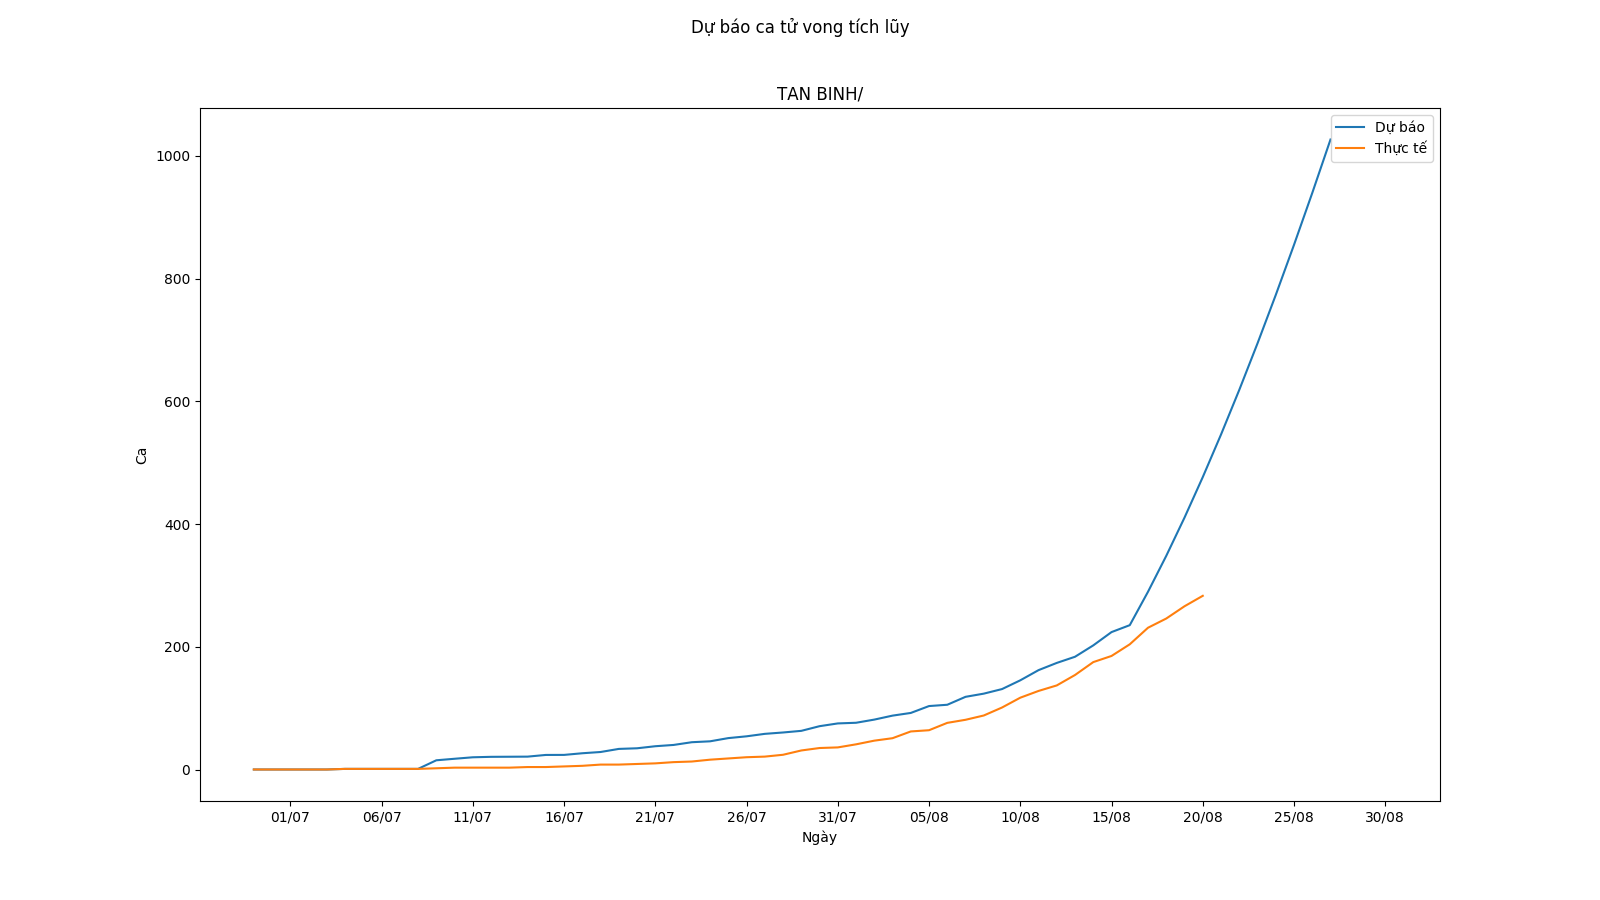 Dự báo ca tử vong tích lũy
TAN BINH/
Dự báo
Thực tế
1000
800
600
400
200
0
Ca
01/07 06/07 11/07 16/07 21/07 26/07 31/07 05/08 10/08 15/08 20/08 25/08 30/08
Ngày